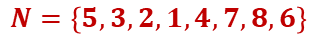 N = {5, 3, 2, 1, 4, 7, 8, 6}